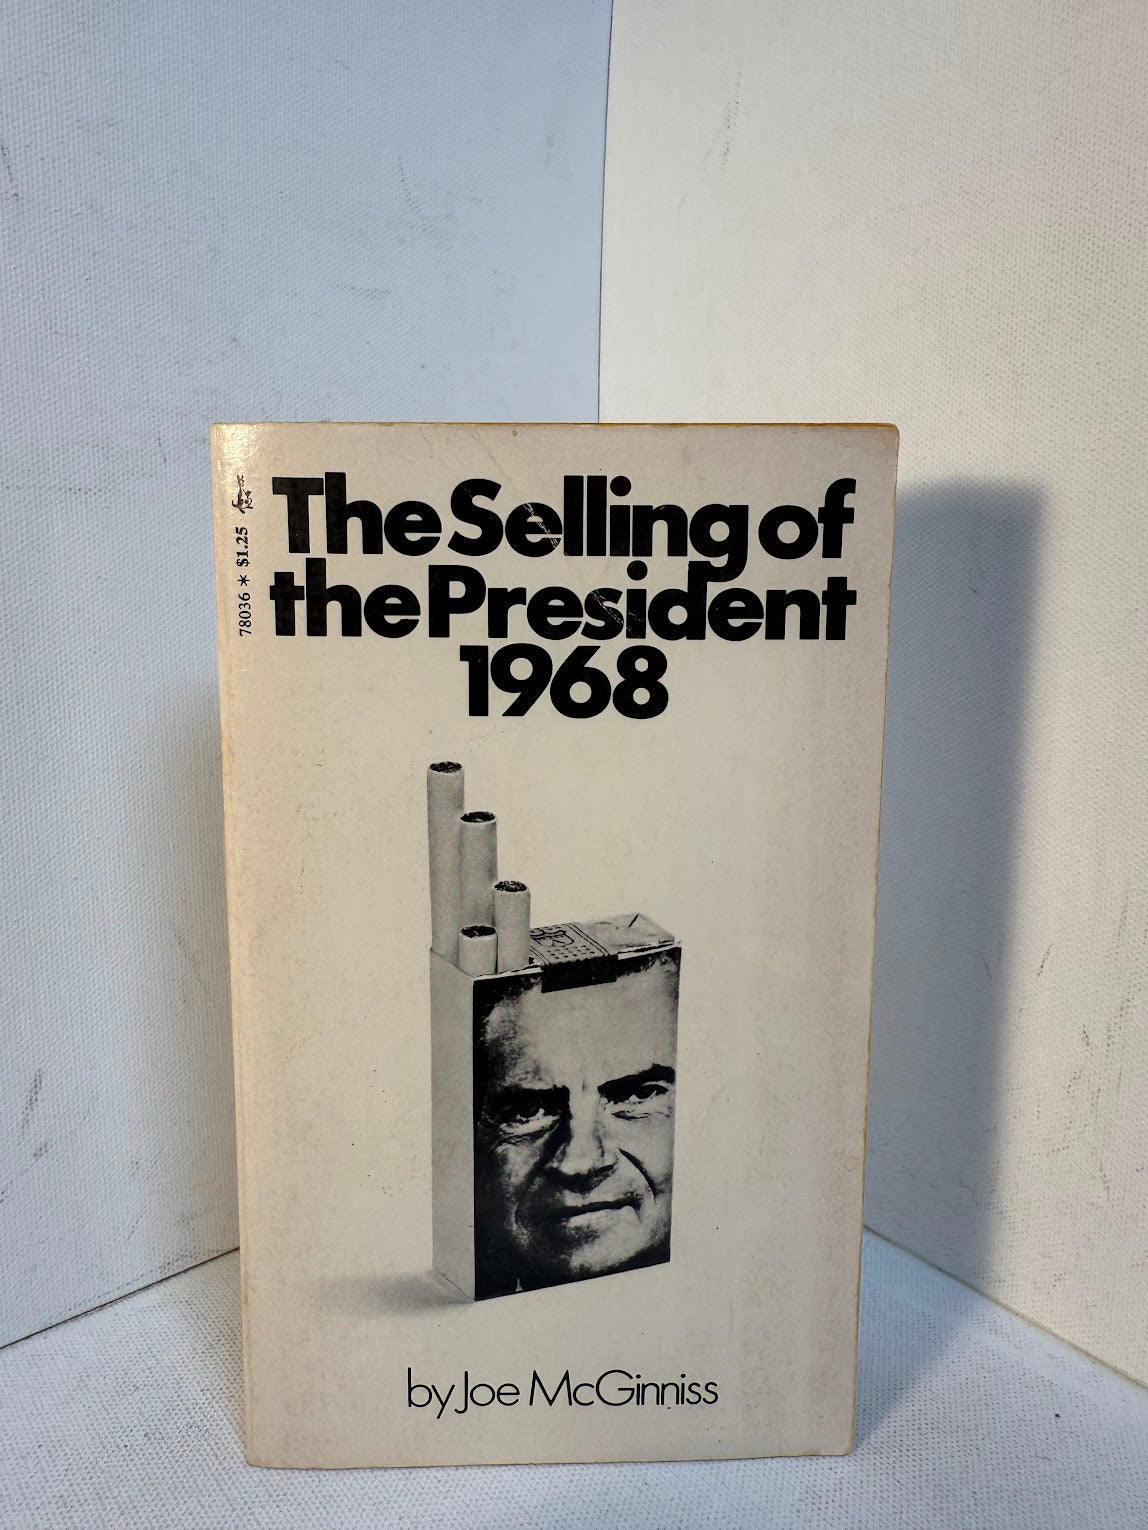 78036 * $1.25
The Selling of
the President
1968
by Joe McGinniss